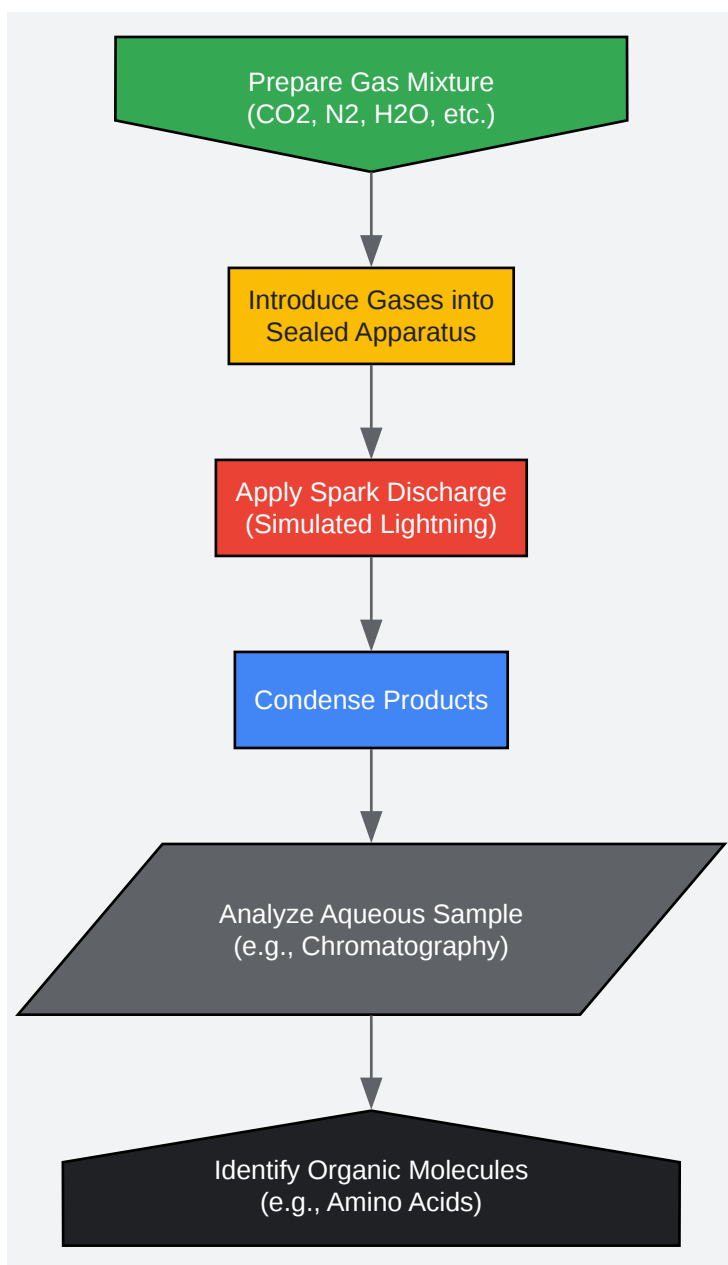 Prepare Gas Mixture
(CO2, N2, H2O, etc.)
Introduce Gases into
Sealed Apparatus
Apply Spark Discharge
(Simulated Lightning)
Condense Products
Analyze Aqueous Sample
(e.g., Chromatography)
Identify Organic Molecules
(e.g., Amino Acids)